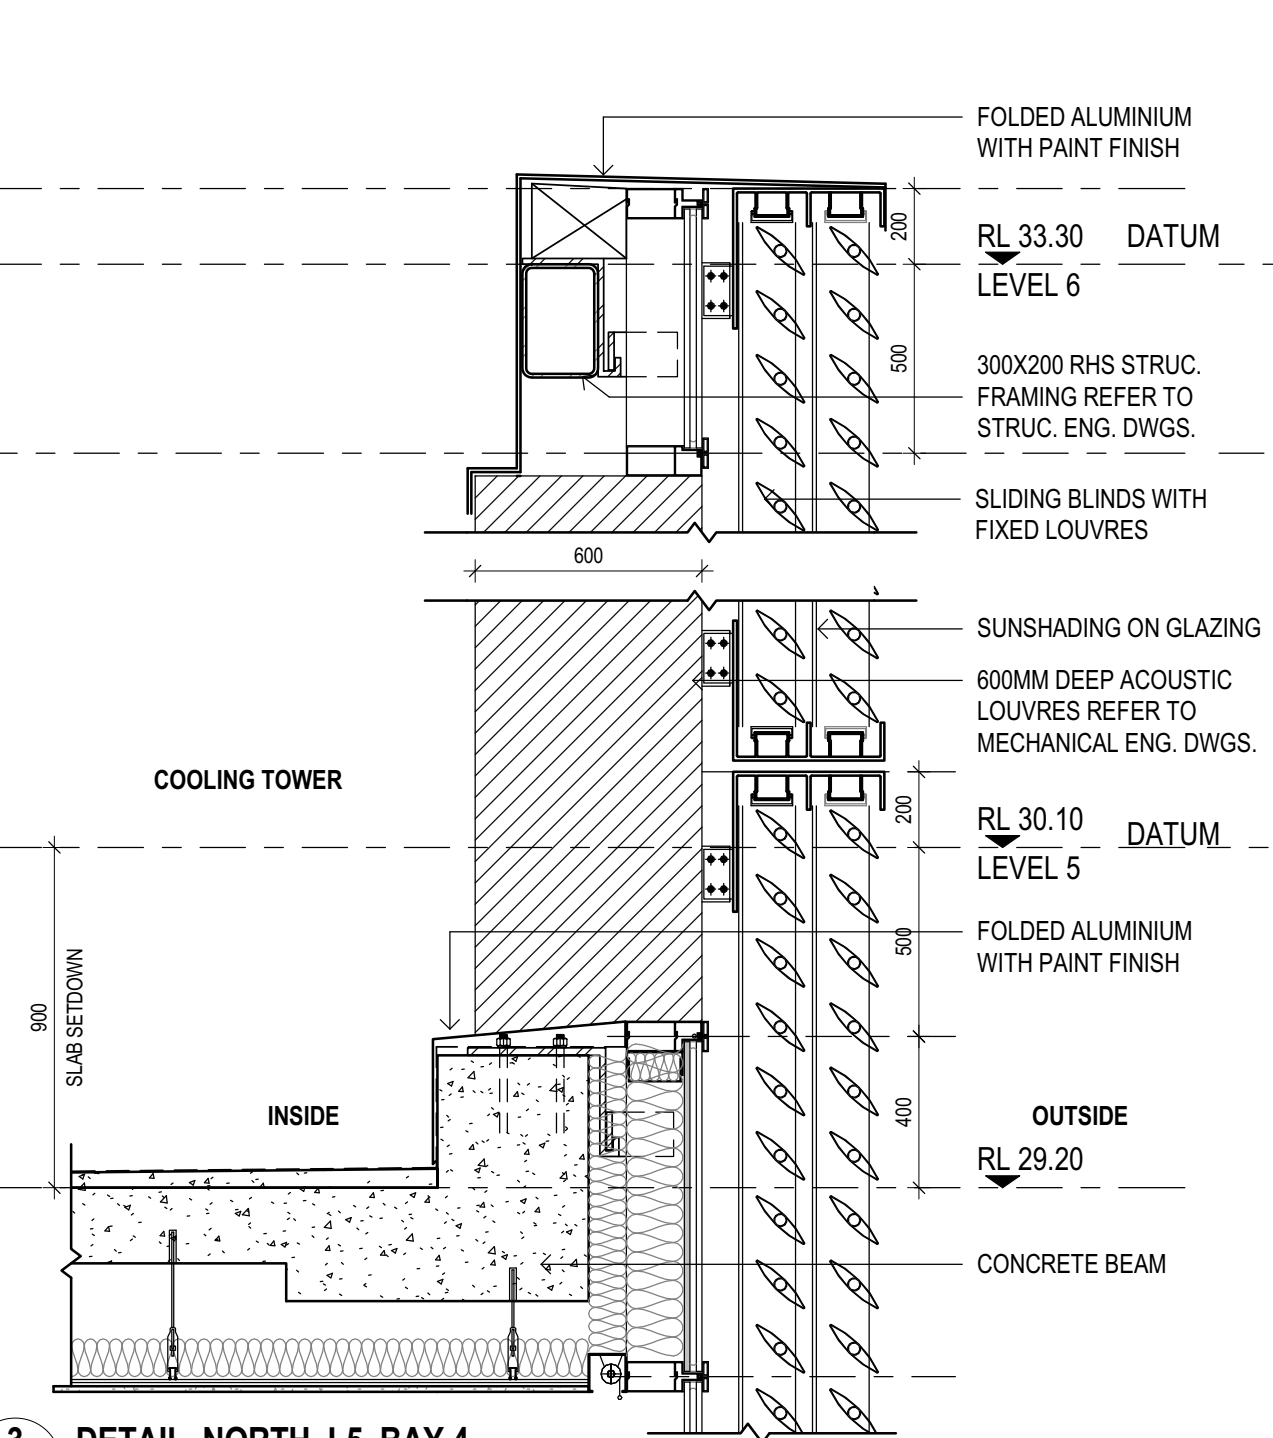 FOLDED ALUMINIUM
WITH PAINT FINISH
200
RL 33.30 DATUM
LEVEL 6
500
300X200 RHS STRUC.
FRAMING REFER TO
STRUC. ENG. DWGS.
SLIDING BLINDS WITH
FIXED LOUVRES
600
SUNSHADING ON GLAZING
600MM DEEP ACOUSTIC
LOUVRES REFER TO
MECHANICAL ENG. DWGS.
COOLING TOWER
200
RL 30.10 DATUM
LEVEL 5
500
FOLDED ALUMINIUM
WITH PAINT FINISH
900
SLAB SETDOWN
INSIDE
400
OUTSIDE
RL 29.20
CONCRETE BEAM